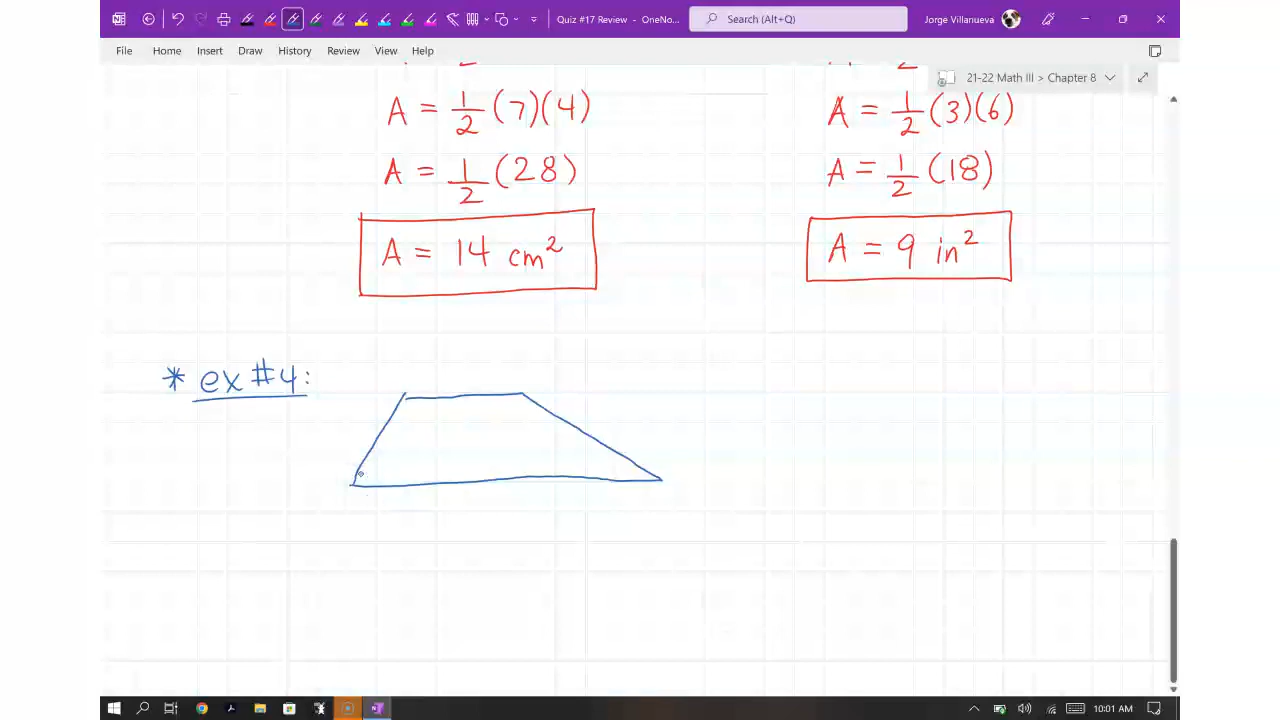 Quiz #17 Review - OneNo...
Search (Alt+Q)
Jorge Villanueva
File Home Insert Draw History Review View Help
21-22 Math III > Chapter 8
A = 1/2 (7)(4)
A = 1/2 (28)
A = 14 cm²
A = 1/2 (3)(6)
A = 1/2 (18)
A = 9 in²
* ex #4:
10:01 AM